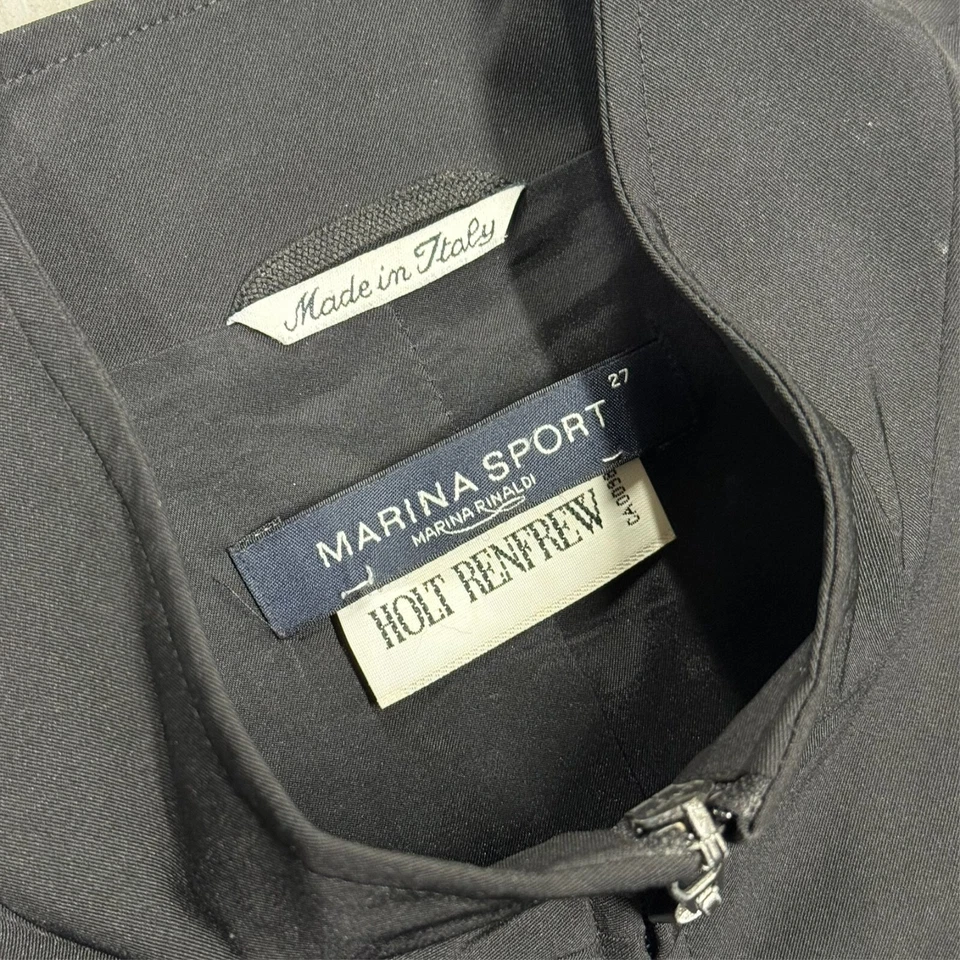 Made in Italy
27
MARINA SPORT
MARINA RINALDI
HOLT RENFREW